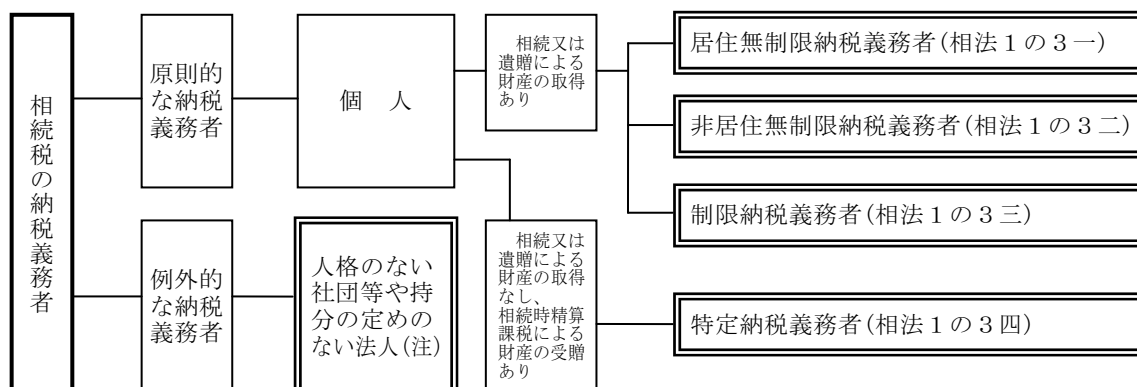 相続税の納税義務者
原則的
な納税
義務者
個　人
相続又は
遺贈による
財産の取得
あり
居住無制限納税義務者(相法１の３一)
非居住無制限納税義務者(相法１の３二)
制限納税義務者(相法１の３三)
例外的
な納税
義務者
人格のない
社団等や持
分の定めの
ない法人(注)
相続又は
遺贈による
財産の取得
なし、
相続時精算
課税による
財産の受贈
あり
特定納税義務者(相法１の３四)